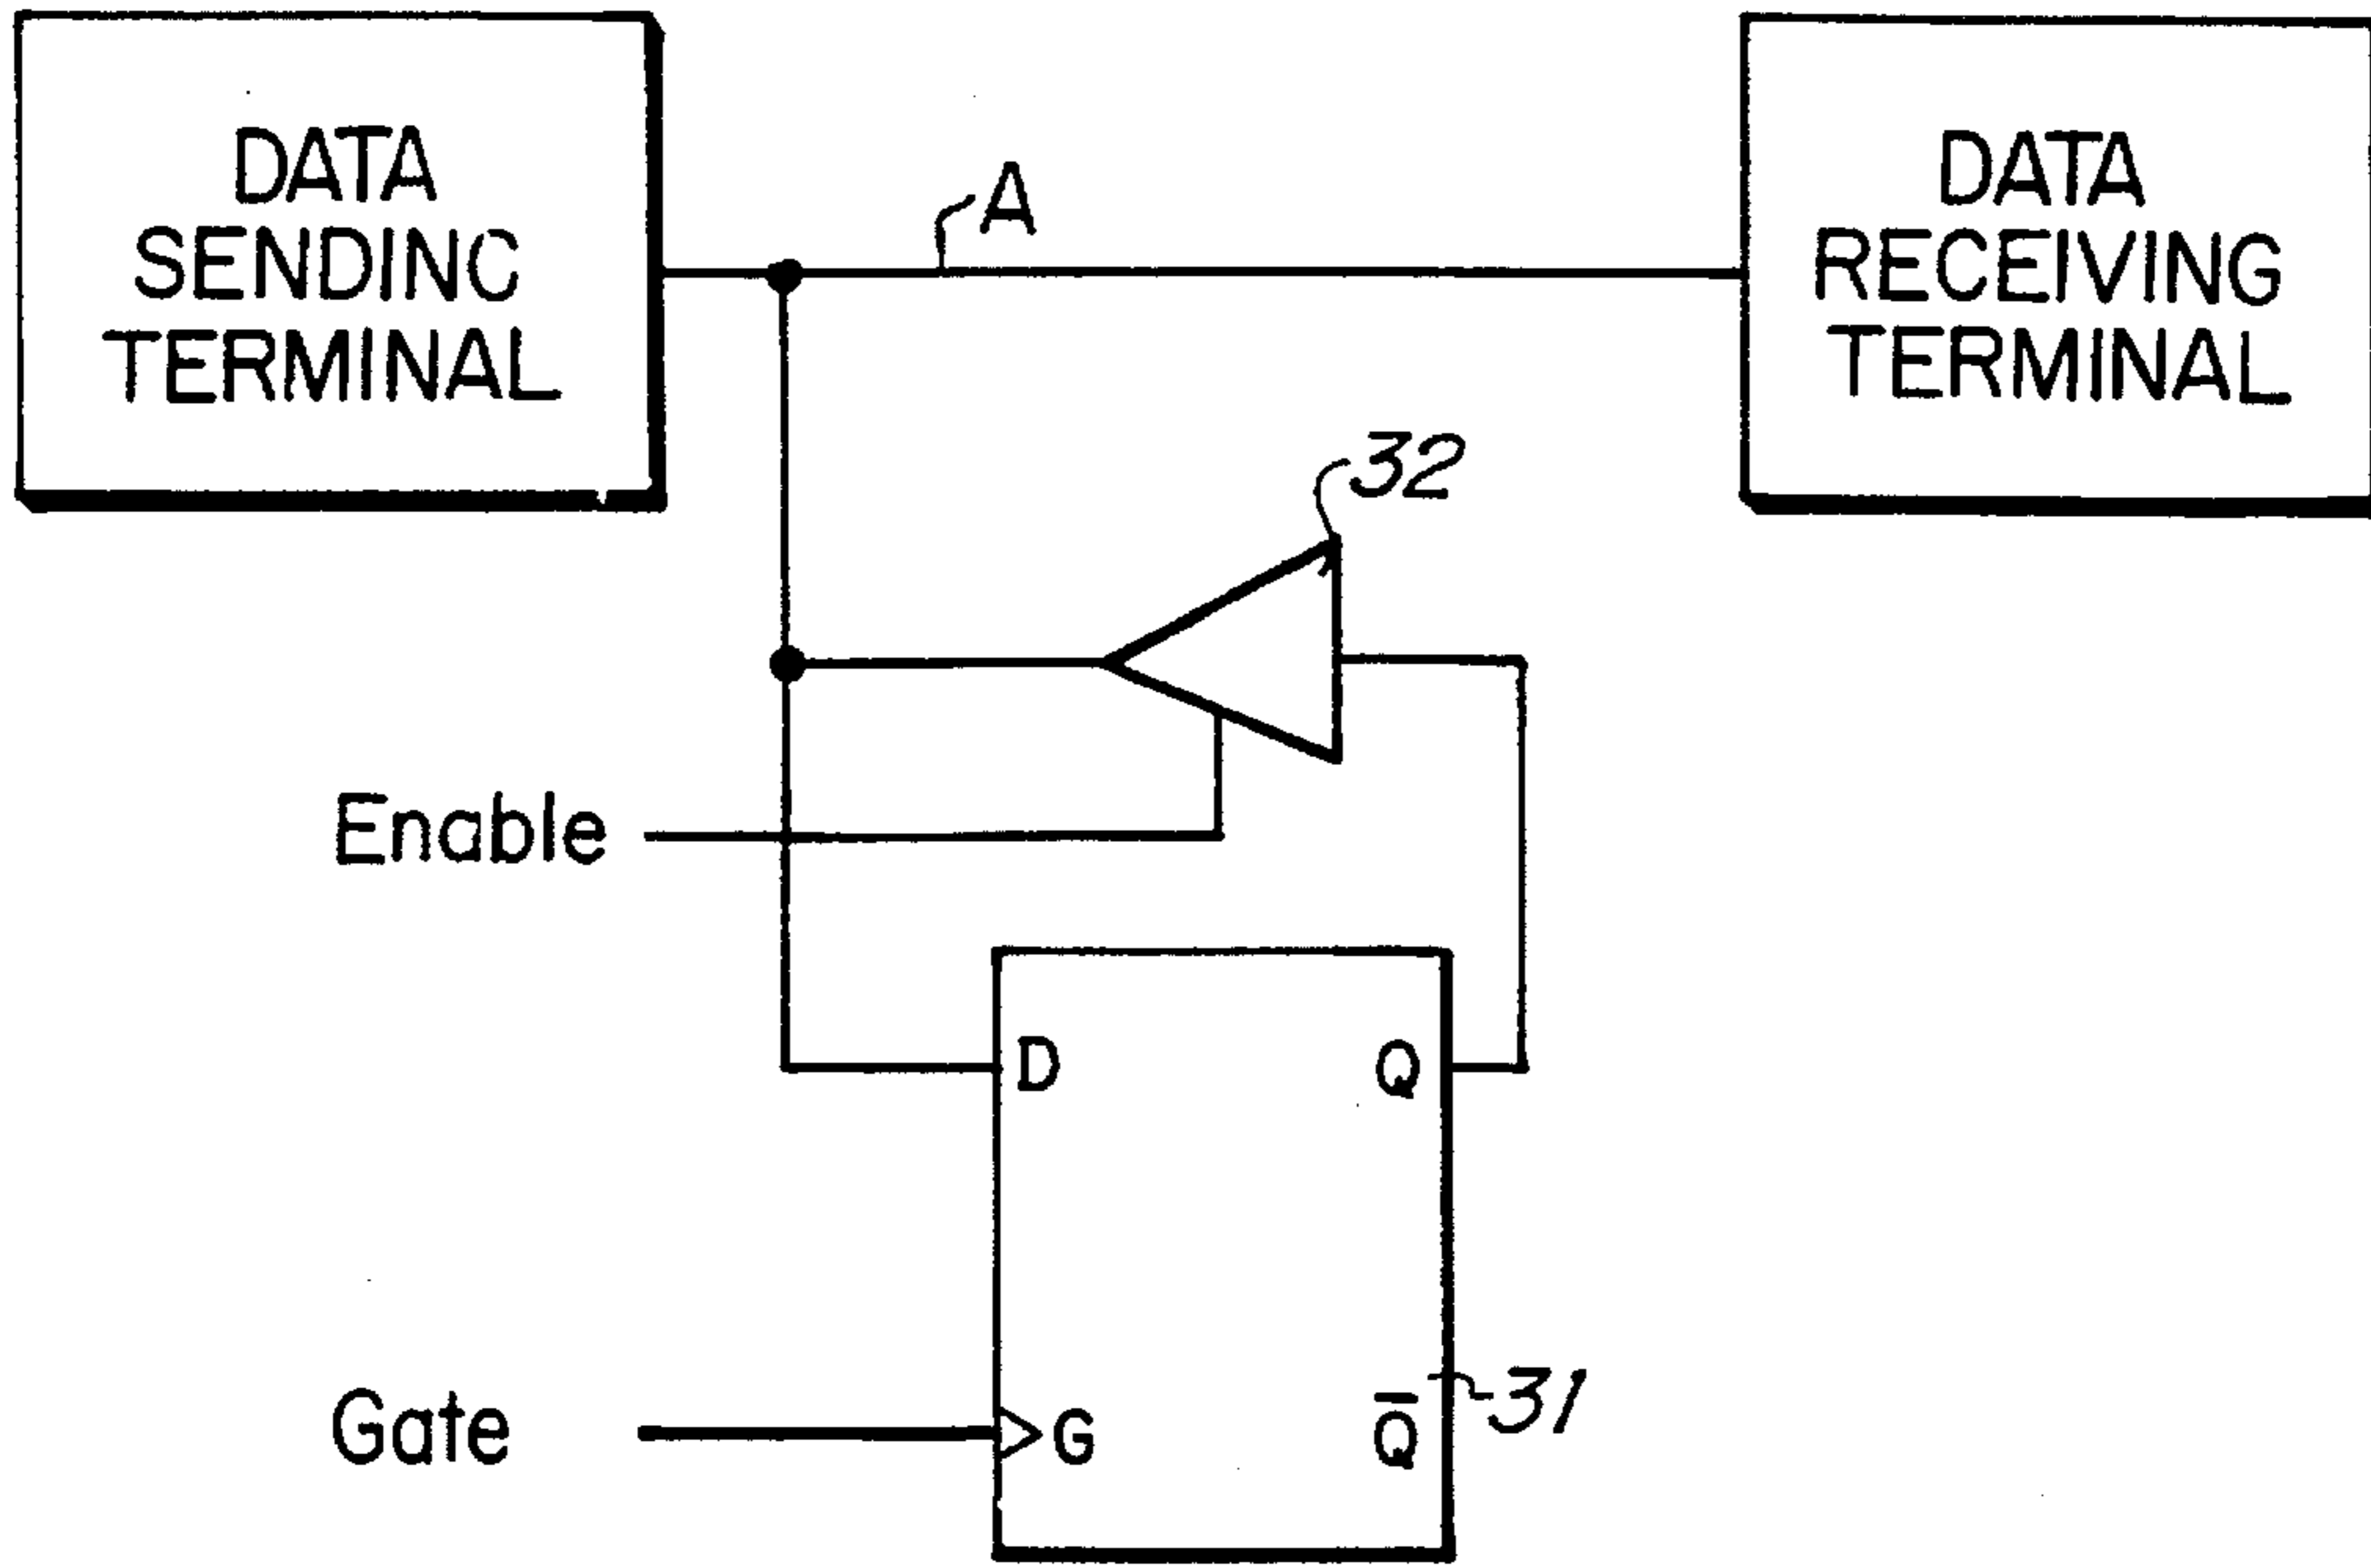 DATA
SENDINC
TERMINAL
DATA
RECEIVING
TERMINAL
A
32
Enable
D
Q
Gate
G
Q̅
31